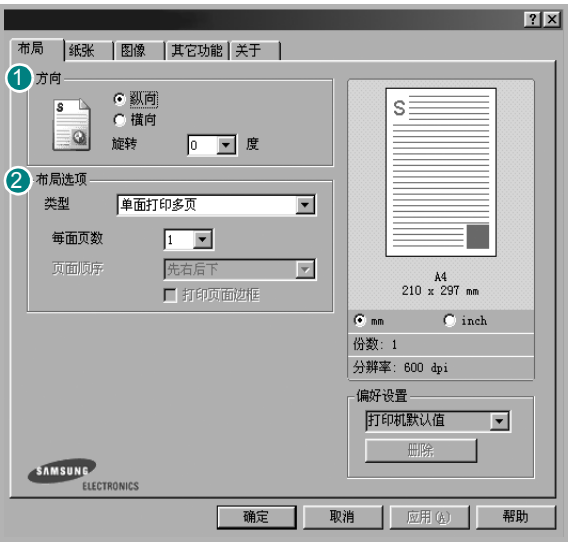 布局 纸张 图像 其它功能 关于
1 方向
S
纵向
横向
旋转 0 度
2 布局选项
类型 单面打印多页
每面页数 1
页面顺序 先右后下
打印页面边框
S
A4
210 x 297 mm
mm inch
份数: 1
分辨率: 600 dpi
偏好设置
打印机默认值
删除
SAMSUNG
ELECTRONICS
确定 取消 应用(A) 帮助